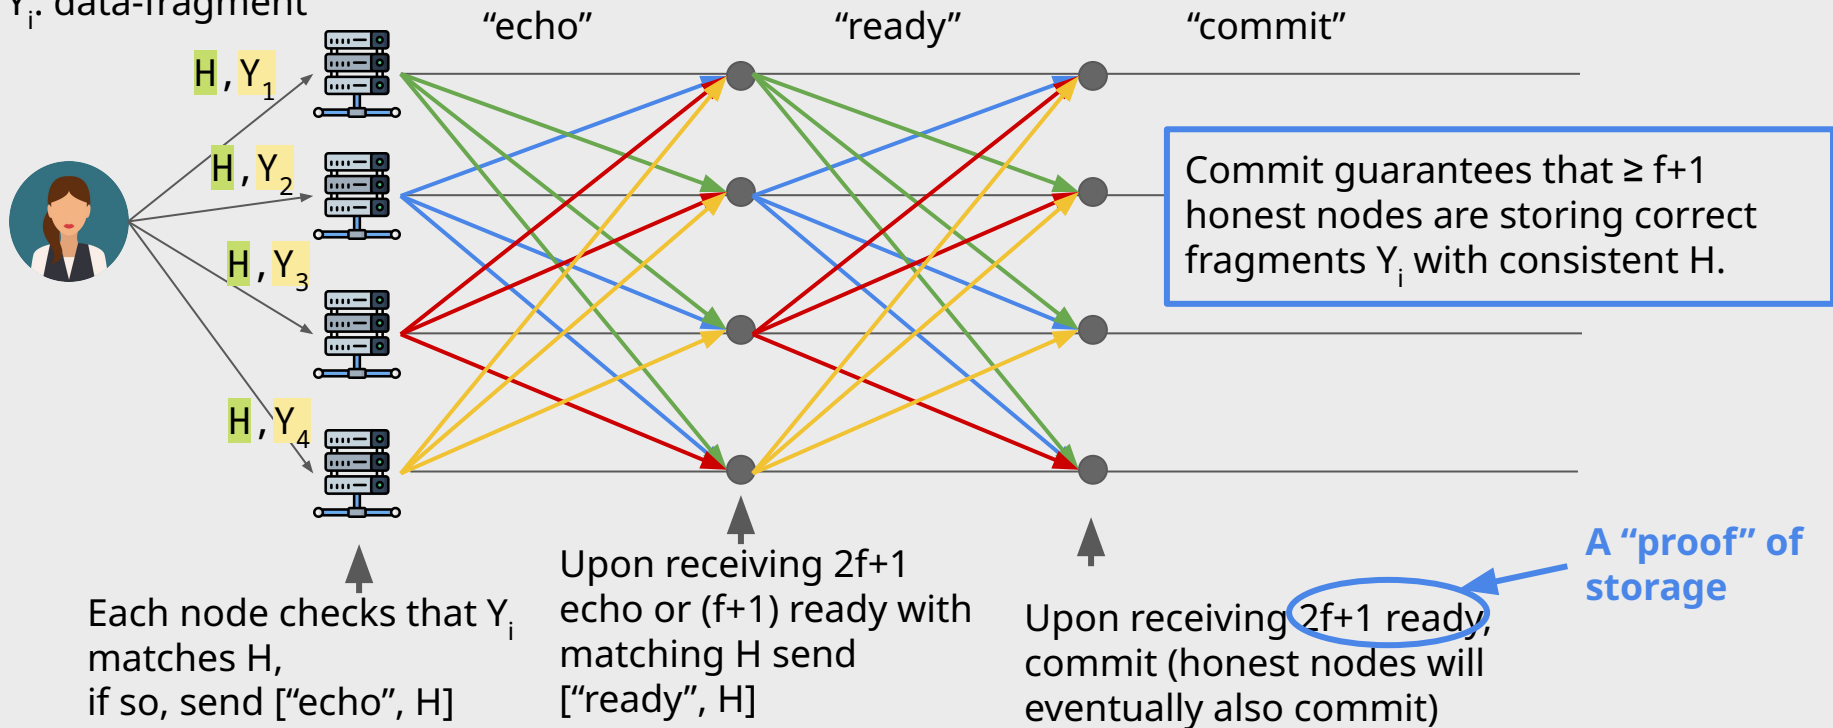 Yi: data-fragment
“echo”
“ready”
“commit”
H,Y1
H,Y2
H,Y3
H,Y4
Commit guarantees that ≥ f+1
honest nodes are storing correct
fragments Yi with consistent H.
Each node checks that Yi
matches H,
if so, send [“echo”, H]
Upon receiving 2f+1
echo or (f+1) ready with
matching H send
[“ready”, H]
Upon receiving 2f+1 ready,
commit (honest nodes will
eventually also commit)
A “proof” of
storage